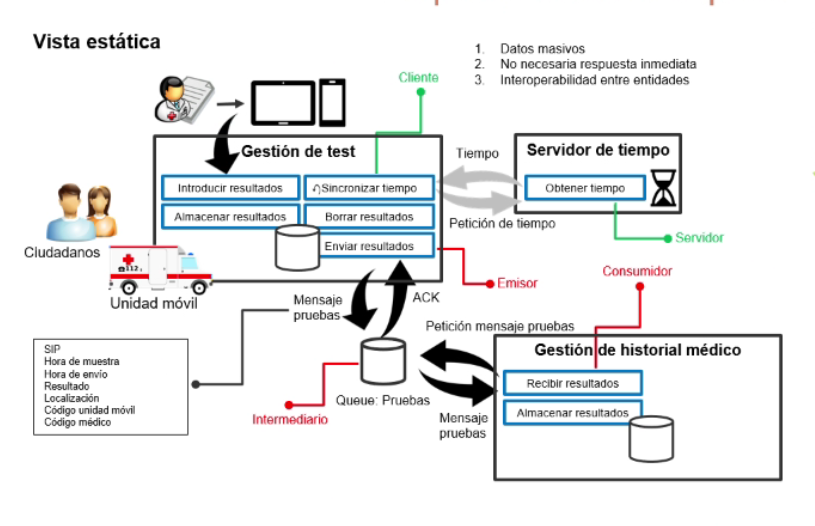 Vista estática
1. Datos masivos
2. No necesaria respuesta inmediata
3. Interoperabilidad entre entidades
Cliente
Gestión de test
Introducir resultados
Sincronizar tiempo
Almacenar resultados
Borrar resultados
Enviar resultados
Tiempo
Petición de tiempo
Servidor de tiempo
Obtener tiempo
Servidor
Ciudadanos
112
Unidad móvil
Emisor
Consumidor
Mensaje
pruebas
ACK
Petición mensaje pruebas
SIP
Hora de muestra
Hora de envío
Resultado
Localización
Código unidad móvil
Código médico
Queue: Pruebas
Intermediario
Mensaje
pruebas
Gestión de historial médico
Recibir resultados
Almacenar resultados